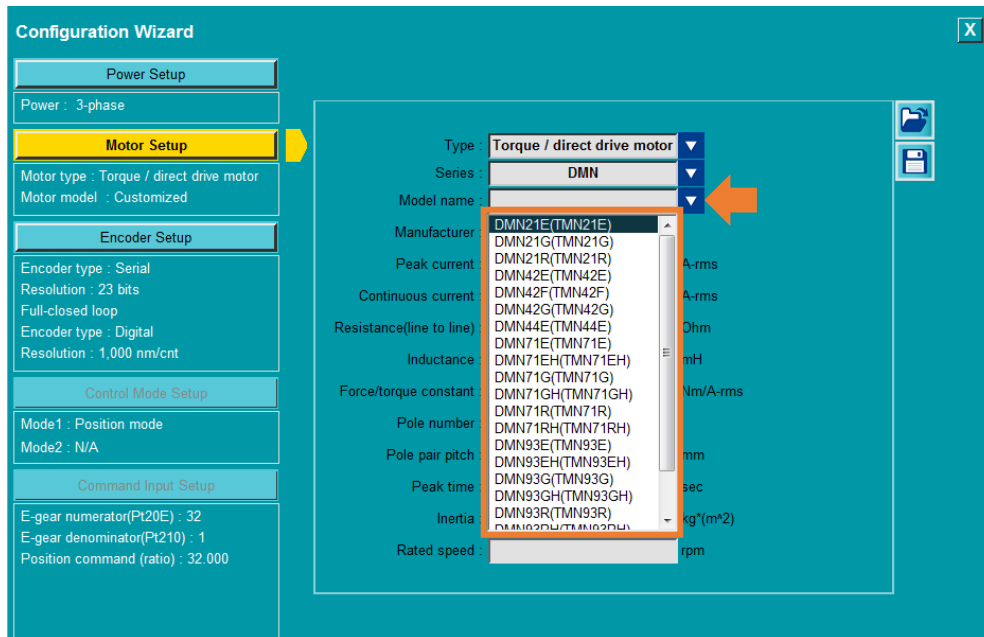 Configuration Wizard
X
Power Setup
Power : 3-phase
Motor Setup
Motor type : Torque / direct drive motor
Motor model : Customized
Encoder Setup
Encoder type : Serial
Resolution : 23 bits
Full-closed loop
Encoder type : Digital
Resolution : 1,000 nm/cnt
Control Mode Setup
Mode1 : Position mode
Mode2 : N/A
Command Input Setup
E-gear numerator(Pt20E) : 32
E-gear denominator(Pt210) : 1
Position command (ratio) : 32.000
Type : Torque / direct drive motor
Series : DMN
Model name :
Manufacturer
Peak current : A-rms
Continuous current : A-rms
Resistance(line to line) : Ohm
Inductance mH
Force/torque constant : Nm/A-rms
Pole number
Pole pair pitch : mm
Peak time sec
Inertia : kg*(m^2)
Rated speed : rpm
DMN21E(TMN21E)
DMN21G(TMN21G)
DMN21R(TMN21R)
DMN42E(TMN42E)
DMN42F(TMN42F)
DMN42G(TMN42G)
DMN44E(TMN44E)
DMN71E(TMN71E)
DMN71EH(TMN71EH)
DMN71G(TMN71G)
DMN71GH(TMN71GH)
DMN71R(TMN71R)
DMN71RH(TMN71RH)
DMN93E(TMN93E)
DMN93EH(TMN93EH)
DMN93G(TMN93G)
DMN93GH(TMN93GH)
DMN93R(TMN93R)
DMN93RH(TMN93RH)